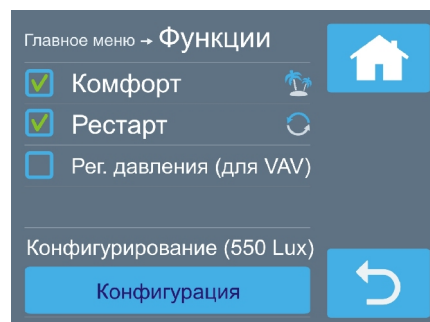 Главное меню → Функции
Комфорт
Рестарт
Рег. давления (для VAV)
Конфигурирование (550 Lux)
Конфигурация